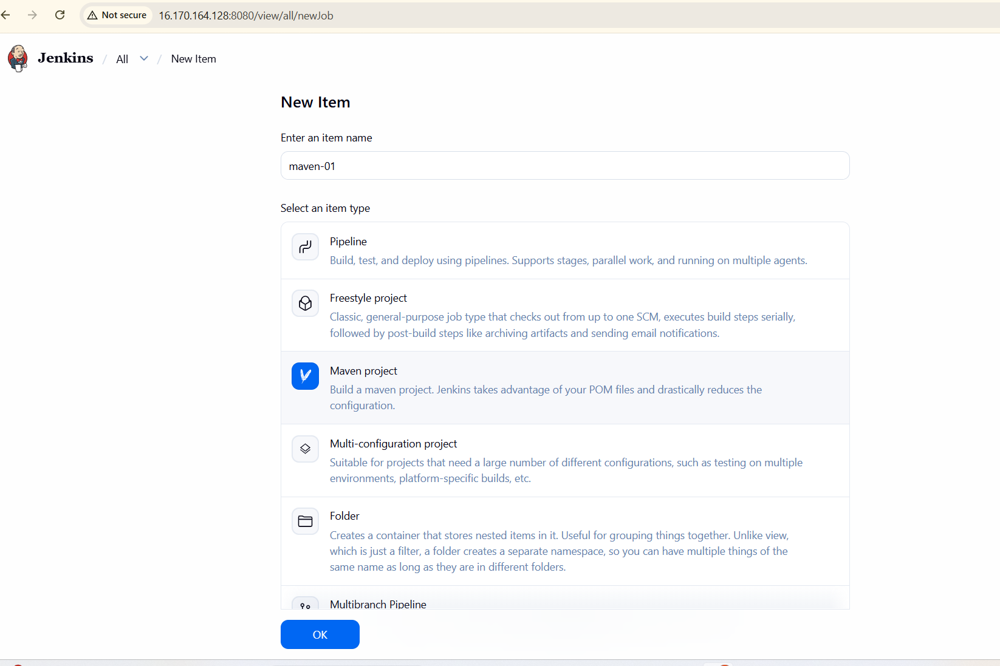 Not secure 16.170.164.128:8080/view/all/newJob
Jenkins / All / New Item
New Item
Enter an item name
maven-01
Select an item type
Pipeline
Build, test, and deploy using pipelines. Supports stages, parallel work, and running on multiple agents.
Freestyle project
Classic, general-purpose job type that checks out from up to one SCM, executes build steps serially,
followed by post-build steps like archiving artifacts and sending email notifications.
Maven project
Build a maven project. Jenkins takes advantage of your POM files and drastically reduces the
configuration.
Multi-configuration project
Suitable for projects that need a large number of different configurations, such as testing on multiple
environments, platform-specific builds, etc.
Folder
Creates a container that stores nested items in it. Useful for grouping things together. Unlike view,
which is just a filter, a folder creates a separate namespace, so you can have multiple things of the
same name as long as they are in different folders.
Multibranch Pipeline
OK